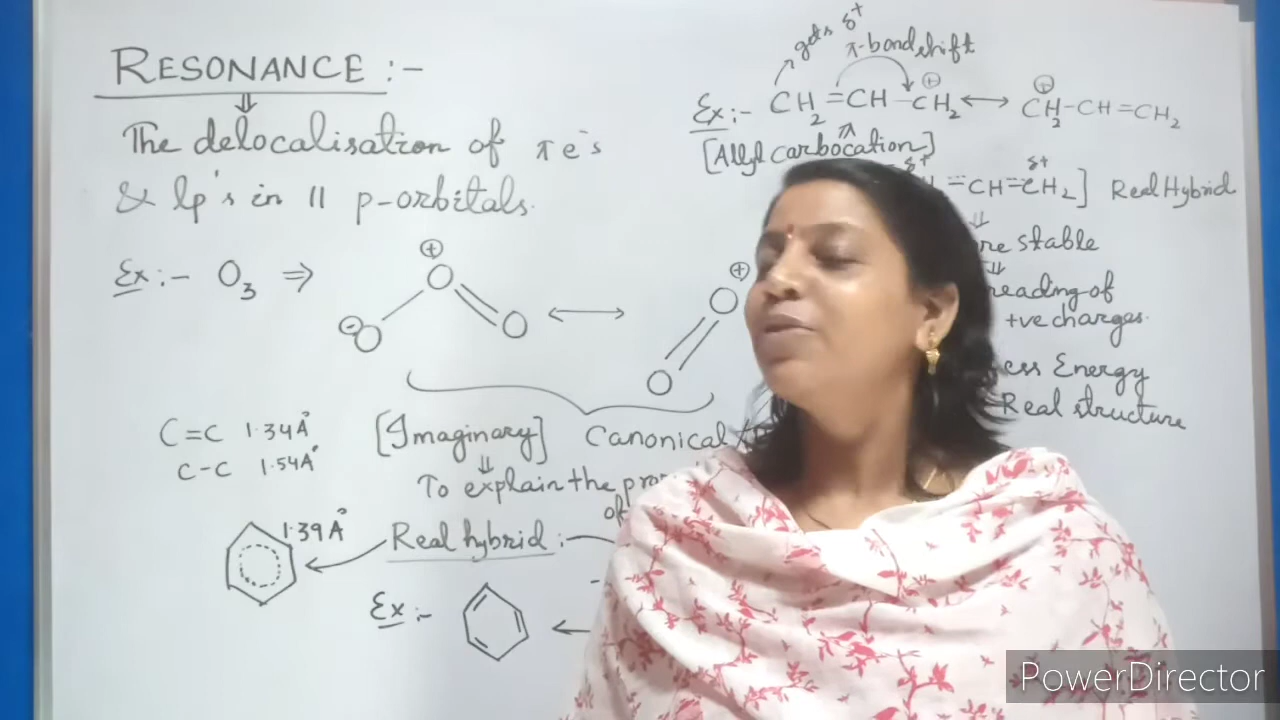 RESONANCE :-
⇓
The delocalisation of π e⁻s
& lp's in || p-orbitals.
Ex :- O₃ ⇒
⊕
⊖O O O
⟷
⊕
O
O
C=C 1.34Å
C-C 1.54Å
[Imaginary] Canonical
⇓
To explain the
of
1.39Å
Real hybrid :-
Ex :-
gets δ+
π-bond shift
Ex :- CH₂=CH-CH₂⊕ ⟷ ⊕CH₂-CH=CH₂
[Allyl carbocation]
δ+ δ+
CH=CH₂] Real Hybrid
⇓
stable
⇓
of
+ve charges.
Energy
Real structure
PowerDirector